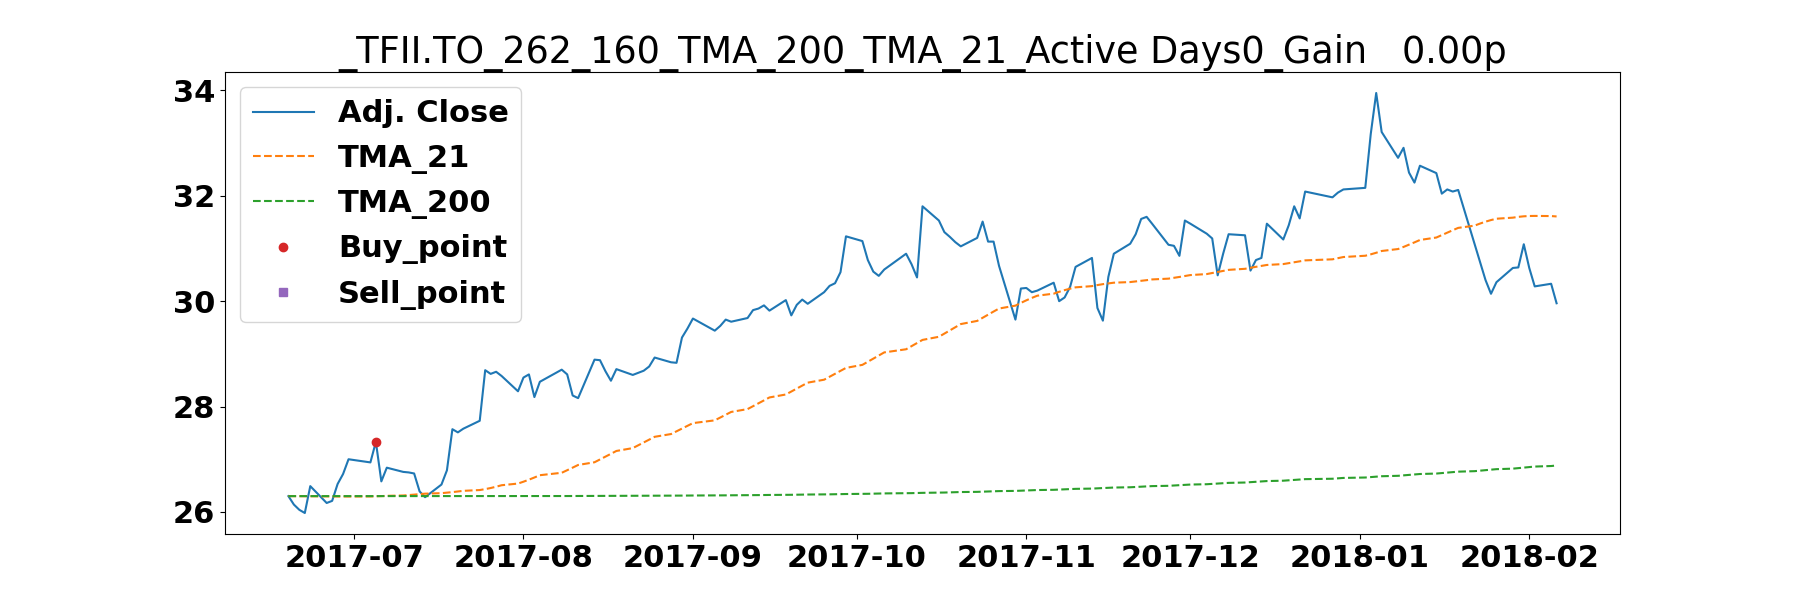 _TFII.TO_262_160_TMA_200_TMA_21_Active Days0_Gain   0.00p
34
32
30
28
26
Adj. Close
TMA_21
TMA_200
Buy_point
Sell_point
2017-07 2017-08 2017-09 2017-10 2017-11 2017-12 2018-01 2018-02